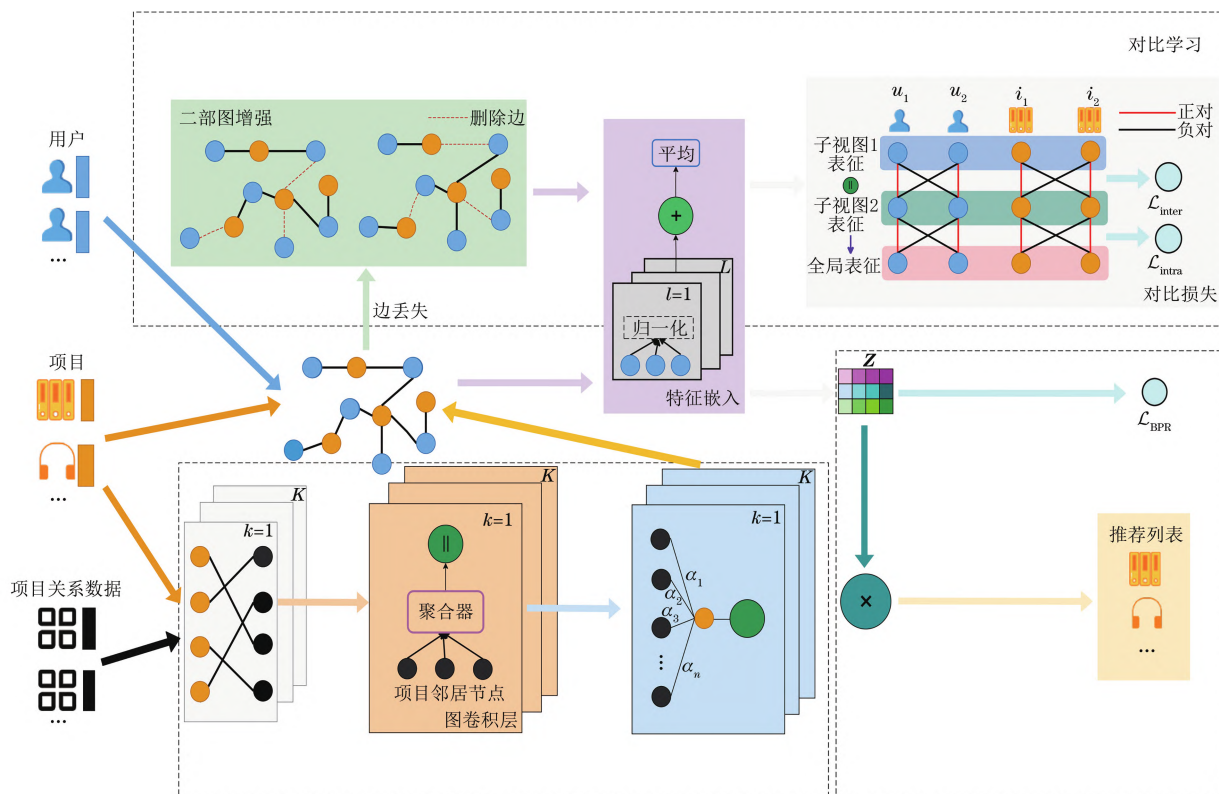 对比学习
二部图增强
删除边
用户
...
边丢失
平均
+
L
l=1
归一化
特征嵌入
u₁
u₂
i₁
i₂
正对
负对
子视图1
表征
||
子视图2
表征
全局表征
𝓛inter
𝓛intra
对比损失
项目
...
项目关系数据
...
K
k=1
K
k=1
||
聚合器
项目邻居节点
图卷积层
K
k=1
α₁
α₂
α₃
⋮
αₙ
Z
𝓛BPR
×
推荐列表
...